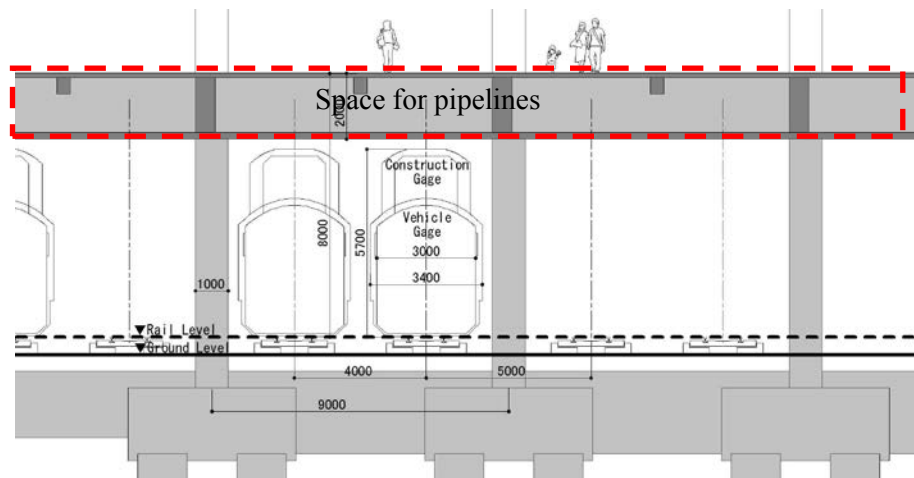 Space for pipelines
2000
Construction
Gage
Vehicle
Gage
8000
5700
3000
1000
3400
▼Rail Level
▼Ground Level
4000
5000
9000